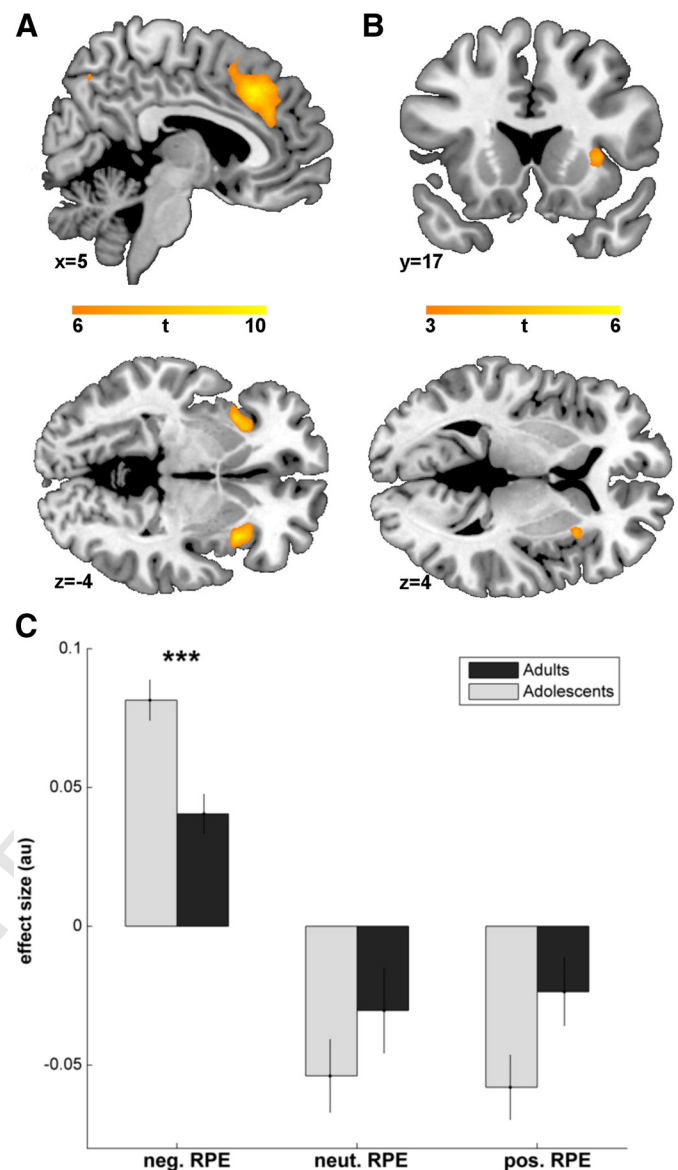 A
B
x=5
y=17
6 t 10
3 t 6
z=-4
z=4
C
0.1
***
Adults
Adolescents
0.05
effect size (au)
0
-0.05
neg. RPE neut. RPE pos. RPE